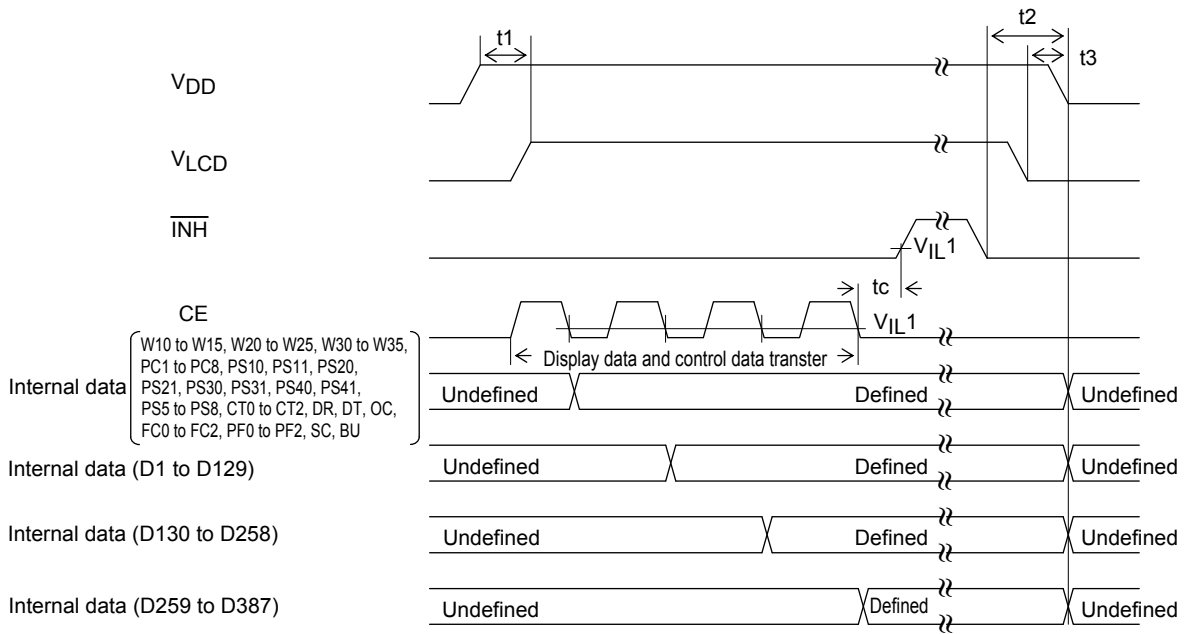 t1
t2
t3
VDD
VLCD
INH
VIL1
tc
CE
VIL1
W10 to W15, W20 to W25, W30 to W35,
PC1 to PC8, PS10, PS11, PS20,
PS21, PS30, PS31, PS40, PS41,
PS5 to PS8, CT0 to CT2, DR, DT, OC,
FC0 to FC2, PF0 to PF2, SC, BU
Display data and control data transter
Internal data
Undefined
Defined
Undefined
Internal data (D1 to D129)
Undefined
Defined
Undefined
Internal data (D130 to D258)
Undefined
Defined
Undefined
Internal data (D259 to D387)
Undefined
Defined
Undefined